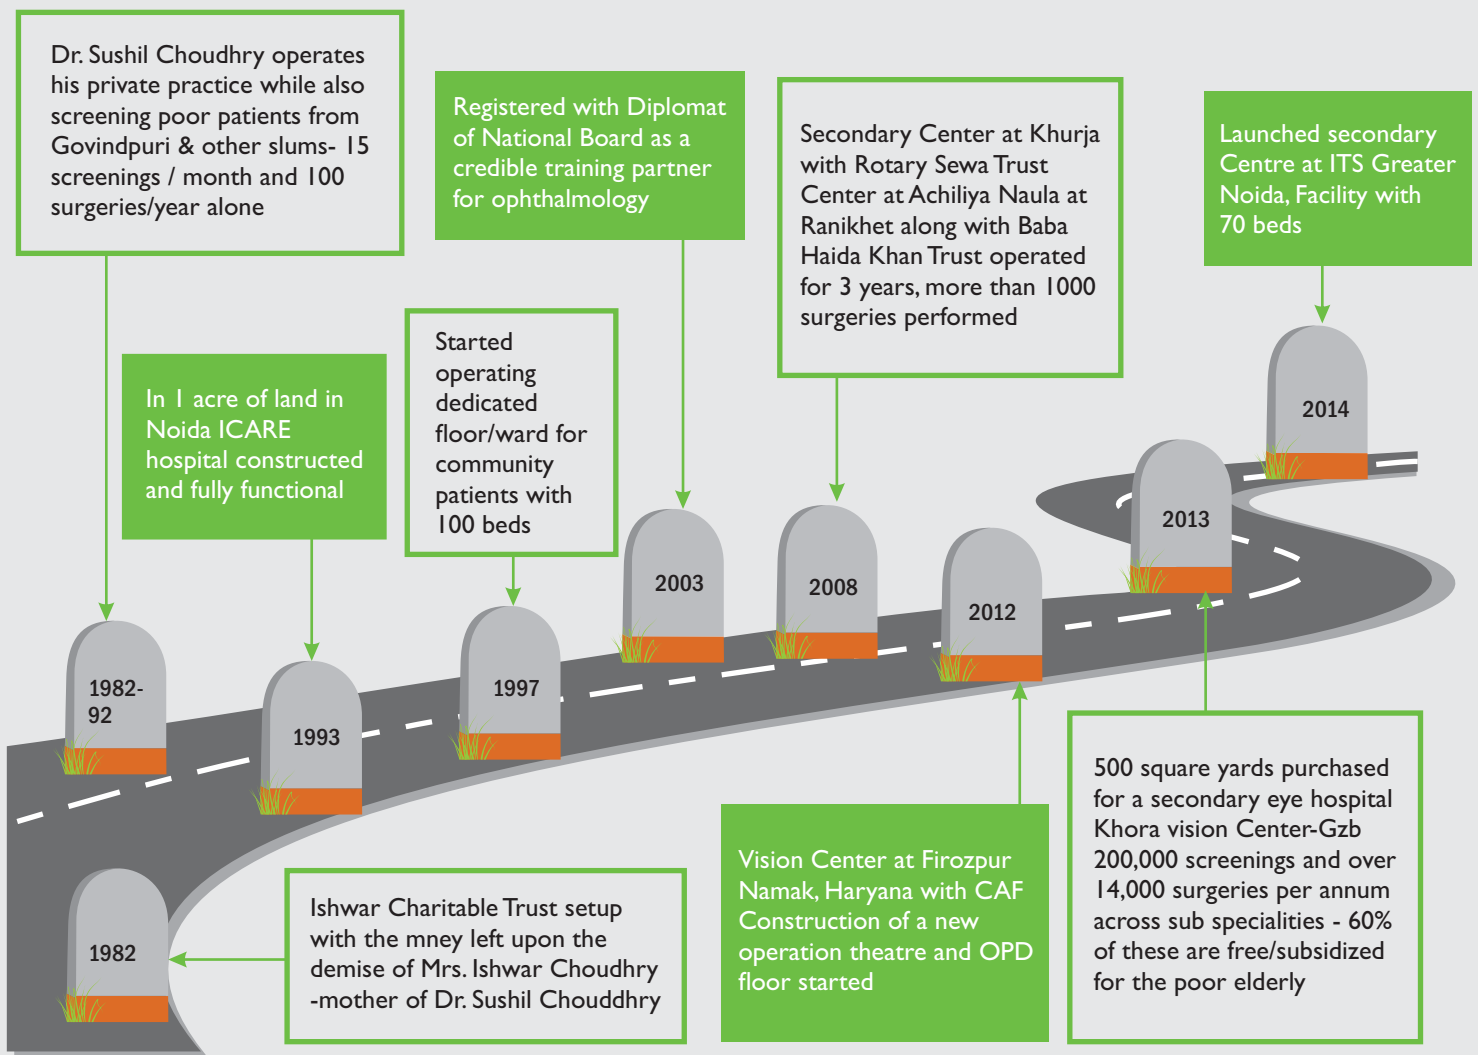 Dr. Sushil Choudhry operates
his private practice while also
screening poor patients from
Govindpuri & other slums- 15
screenings / month and 100
surgeries/year alone
In 1 acre of land in
Noida ICARE
hospital constructed
and fully functional
Started
operating
dedicated
floor/ward for
community
patients with
100 beds
Registered with Diplomat
of National Board as a
credible training partner
for ophthalmology
Secondary Center at Khurja
with Rotary Sewa Trust
Center at Achiliya Naula at
Ranikhet along with Baba
Haida Khan Trust operated
for 3 years, more than 1000
surgeries performed
Launched secondary
Centre at ITS Greater
Noida, Facility with
70 beds
1982-
92
1993
1997
2003
2008
2012
2013
2014
1982
Ishwar Charitable Trust setup
with the mney left upon the
demise of Mrs. Ishwar Choudhry
-mother of Dr. Sushil Chouddhry
Vision Center at Firozpur
Namak, Haryana with CAF
Construction of a new
operation theatre and OPD
floor started
500 square yards purchased
for a secondary eye hospital
Khora vision Center-Gzb
200,000 screenings and over
14,000 surgeries per annum
across sub specialities - 60%
of these are free/subsidized
for the poor elderly